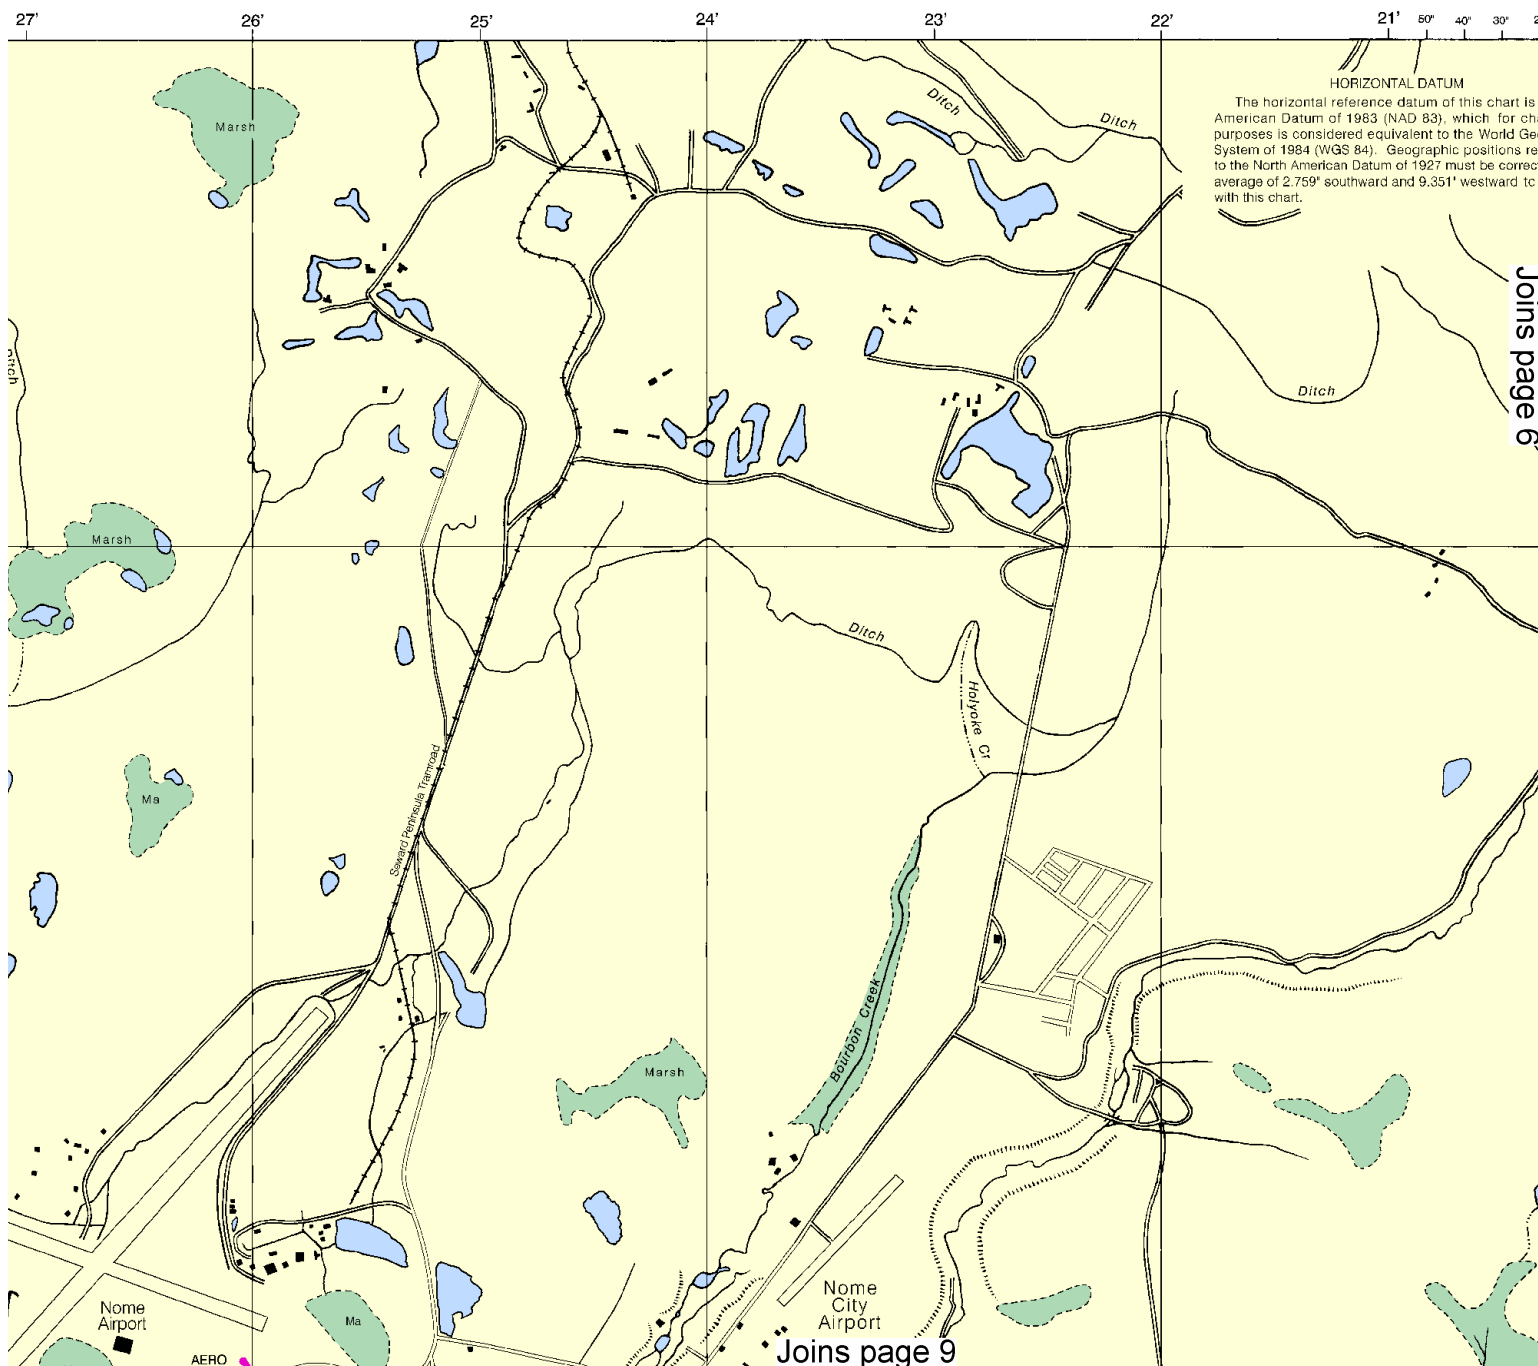 27' 26' 25' 24' 23' 22' 21' 50" 40" 30"
HORIZONTAL DATUM
The horizontal reference datum of this chart is
American Datum of 1983 (NAD 83), which for ch
purposes is considered equivalent to the World Geo
System of 1984 (WGS 84). Geographic positions re
to the North American Datum of 1927 must be correc
average of 2.759" southward and 9.351" westward to
with this chart.
Marsh
Ditch
Ditch
Joins page 6
Ditch
Ditch
Marsh
Ditch
Holyoke Cr
Seward Peninsula Tramroad
Ma
Bourbon Creek
Marsh
Nome
Airport
Nome
City
Airport
Ma
AERO
Joins page 9